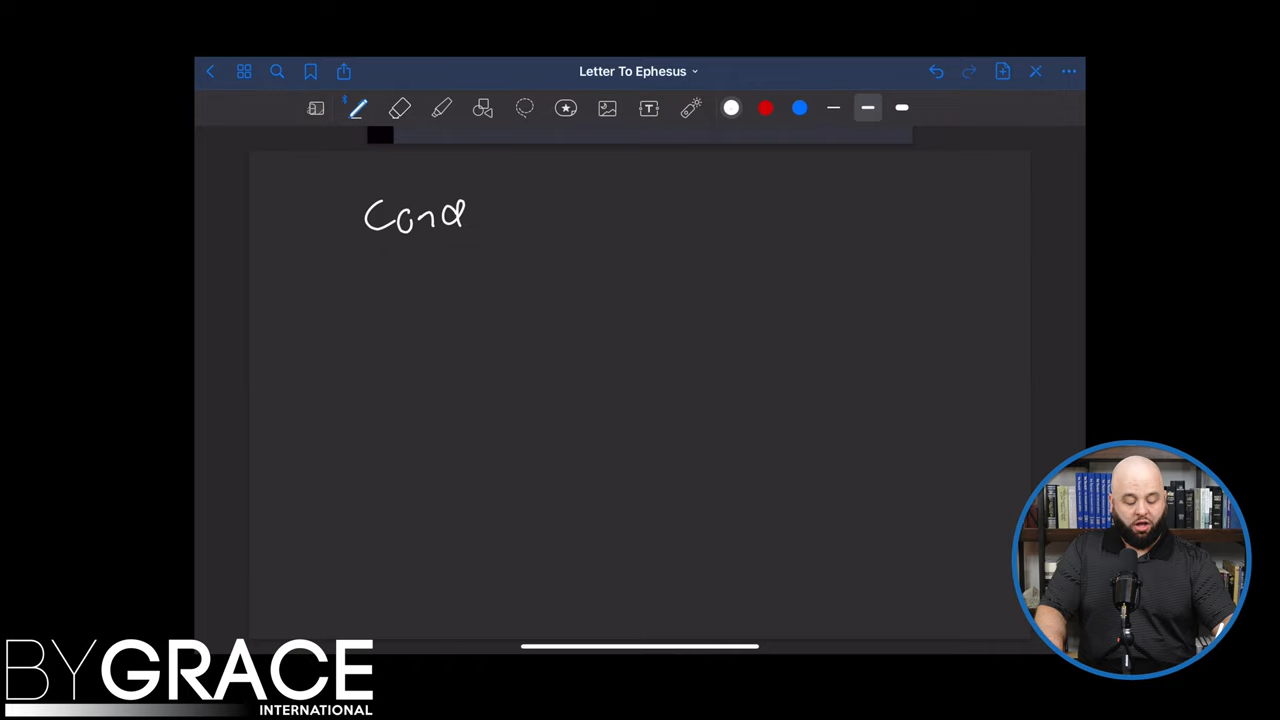 Letter To Ephesus
T
Cond
BYGRACE
INTERNATIONAL